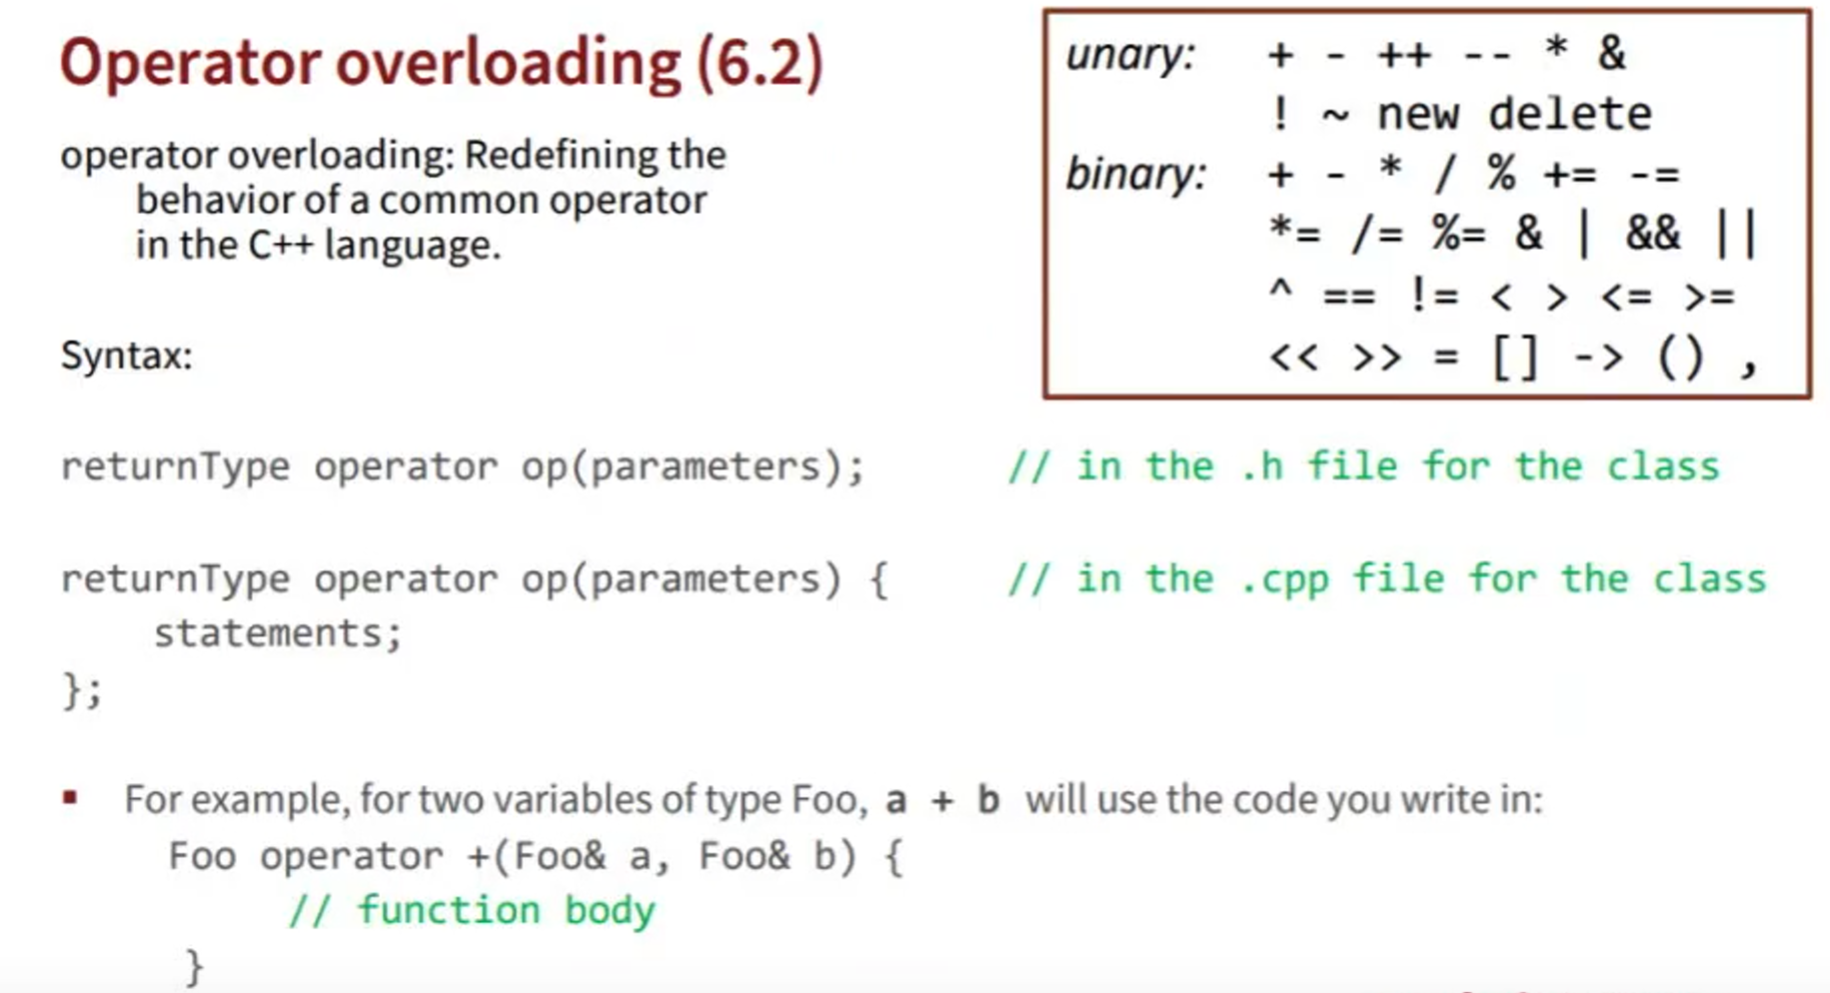 Operator overloading (6.2)
operator overloading: Redefining the
behavior of a common operator
in the C++ language.
unary: + - ++ -- * &
! ~ new delete
binary: + - * / % += -=
*= /= %= & | && ||
^ == != < > <= >=
<< >> = [] -> () ,
Syntax:
returnType operator op(parameters); // in the .h file for the class
returnType operator op(parameters) { // in the .cpp file for the class
statements;
};
▪ For example, for two variables of type Foo, a + b will use the code you write in:
Foo operator +(Foo& a, Foo& b) {
// function body
}